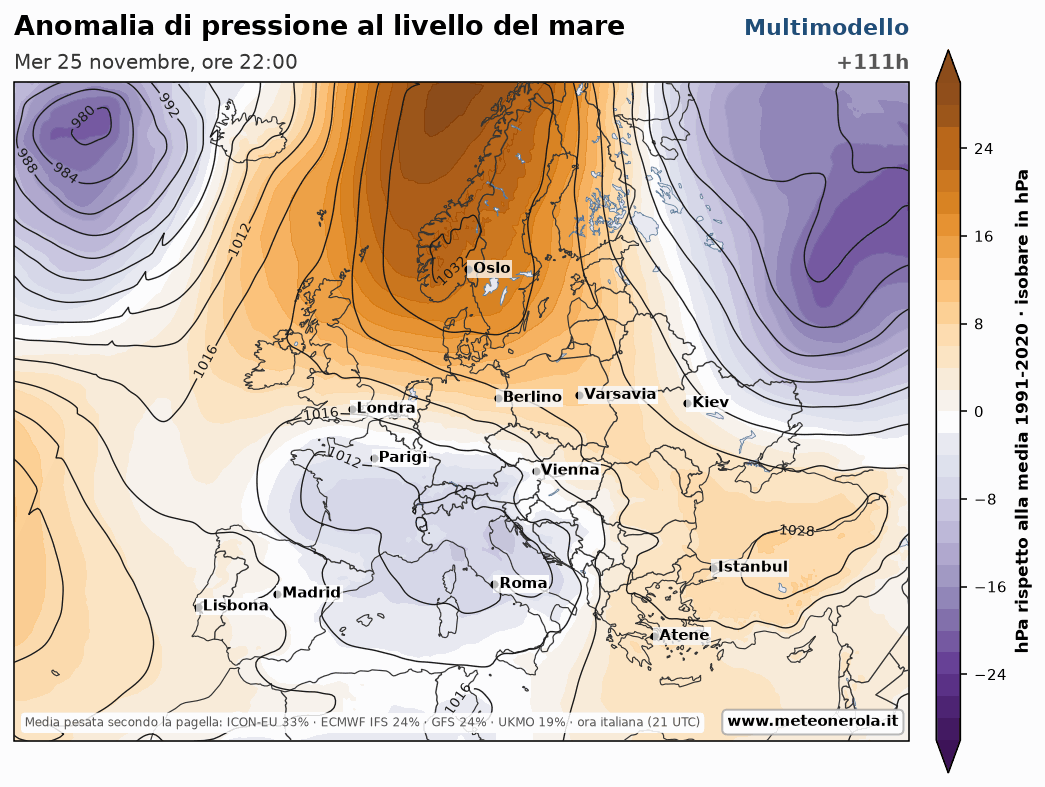 Anomalia di pressione al livello del mare
Multimodello
Mer 25 novembre, ore 22:00
+111h
980
992
988
984
1012
1032
Oslo
1016
24
16
8
0
−8
−16
−24
hPa rispetto alla media 1991-2020 · isobare in hPa
Berlino
Varsavia
Kiev
1016
Londra
1012
Parigi
Vienna
1028
Istanbul
Madrid
Roma
Lisbona
Atene
1016
Media pesata secondo la pagella: ICON-EU 33% · ECMWF IFS 24% · GFS 24% · UKMO 19% · ora italiana (21 UTC)
www.meteonerola.it